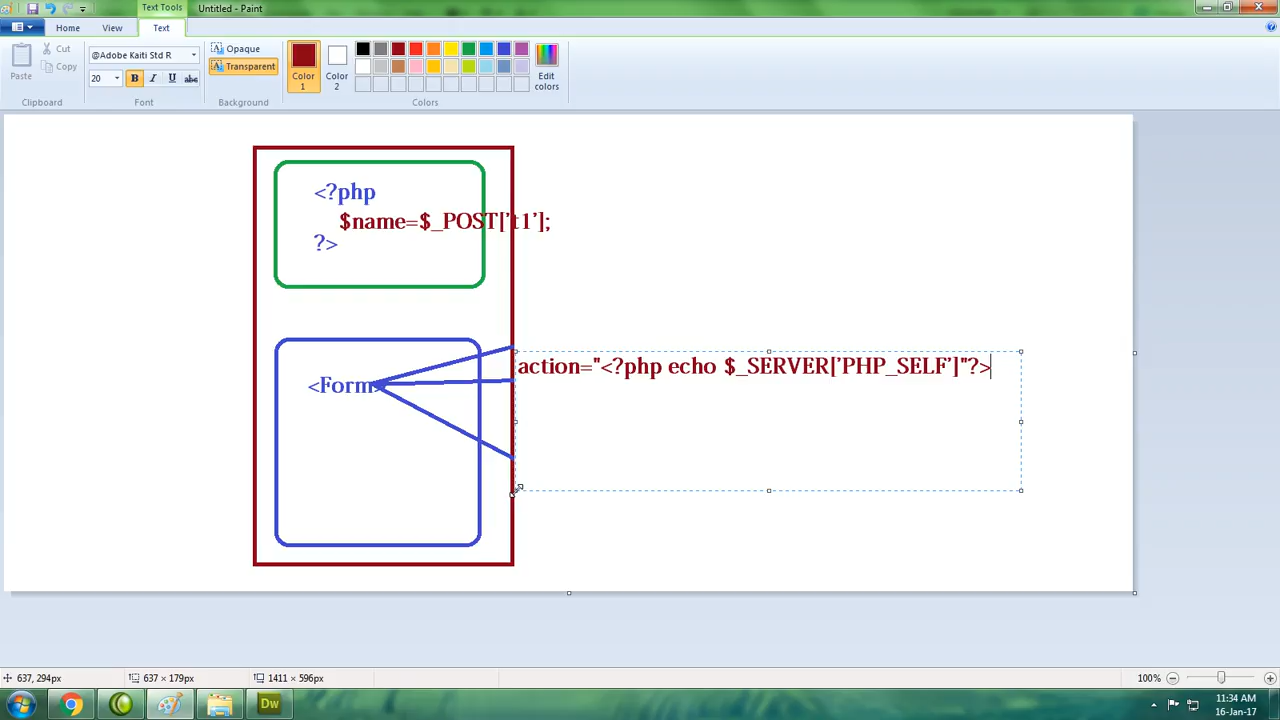 Text Tools
Untitled - Paint
Home
View
Text
Paste
Cut
Copy
Clipboard
@Adobe Kaiti Std R
20
B
I
U
abc
Font
Opaque
Transparent
Background
Color 1
Color 2
Edit colors
Colors
<?php
$name=$_POST['t1'];
?>
<Form>
action="<?php echo $_SERVER['PHP_SELF']"?>
637, 294px
637 × 179px
1411 × 596px
100%
Dw
11:34 AM
16-Jan-17